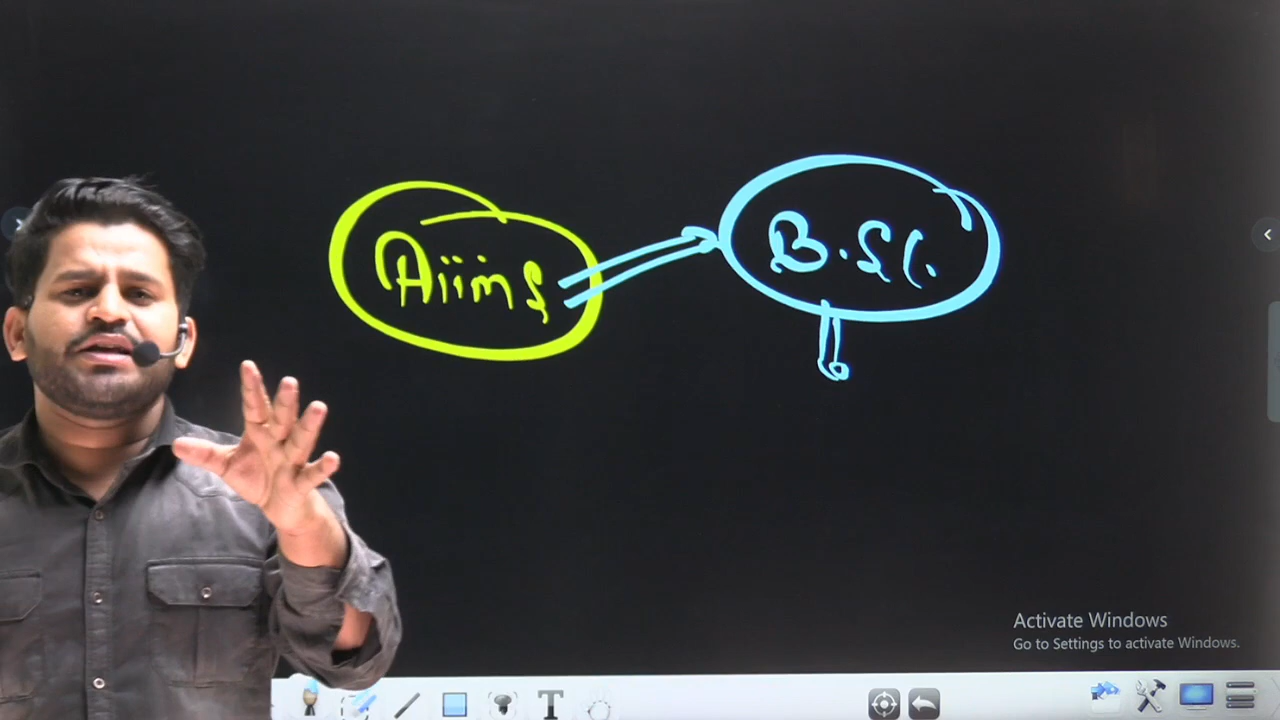 Aiims
B.Sc.
Activate Windows
Go to Settings to activate Windows.
T